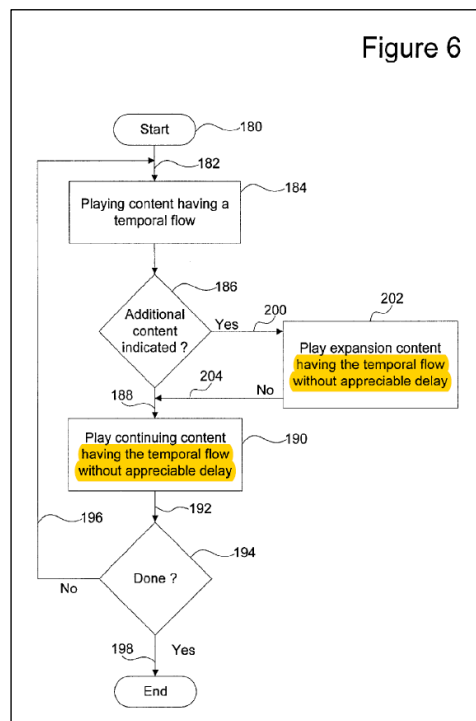 Figure 6
Start
180
182
184
Playing content having a
temporal flow
186
Additional
content
indicated ?
Yes
200
202
Play expansion content
having the temporal flow
without appreciable delay
204
No
188
Play continuing content
having the temporal flow
without appreciable delay
190
192
196
194
Done ?
No
198
Yes
End